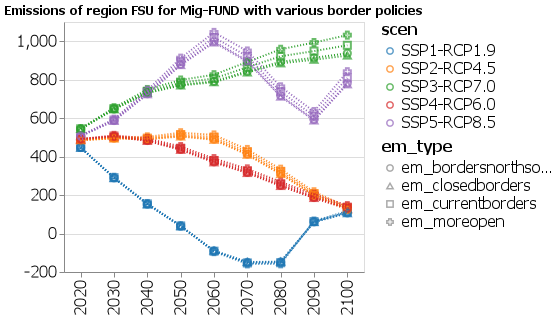 Emissions of region FSU for Mig-FUND with various border policies
1,000
800
600
400
200
0
-200
2020
2030
2040
2050
2060
2070
2080
2090
2100
scen
SSP1-RCP1.9
SSP2-RCP4.5
SSP3-RCP7.0
SSP4-RCP6.0
SSP5-RCP8.5
em_type
em_bordersnorthso...
em_closedborders
em_currentborders
em_moreopen